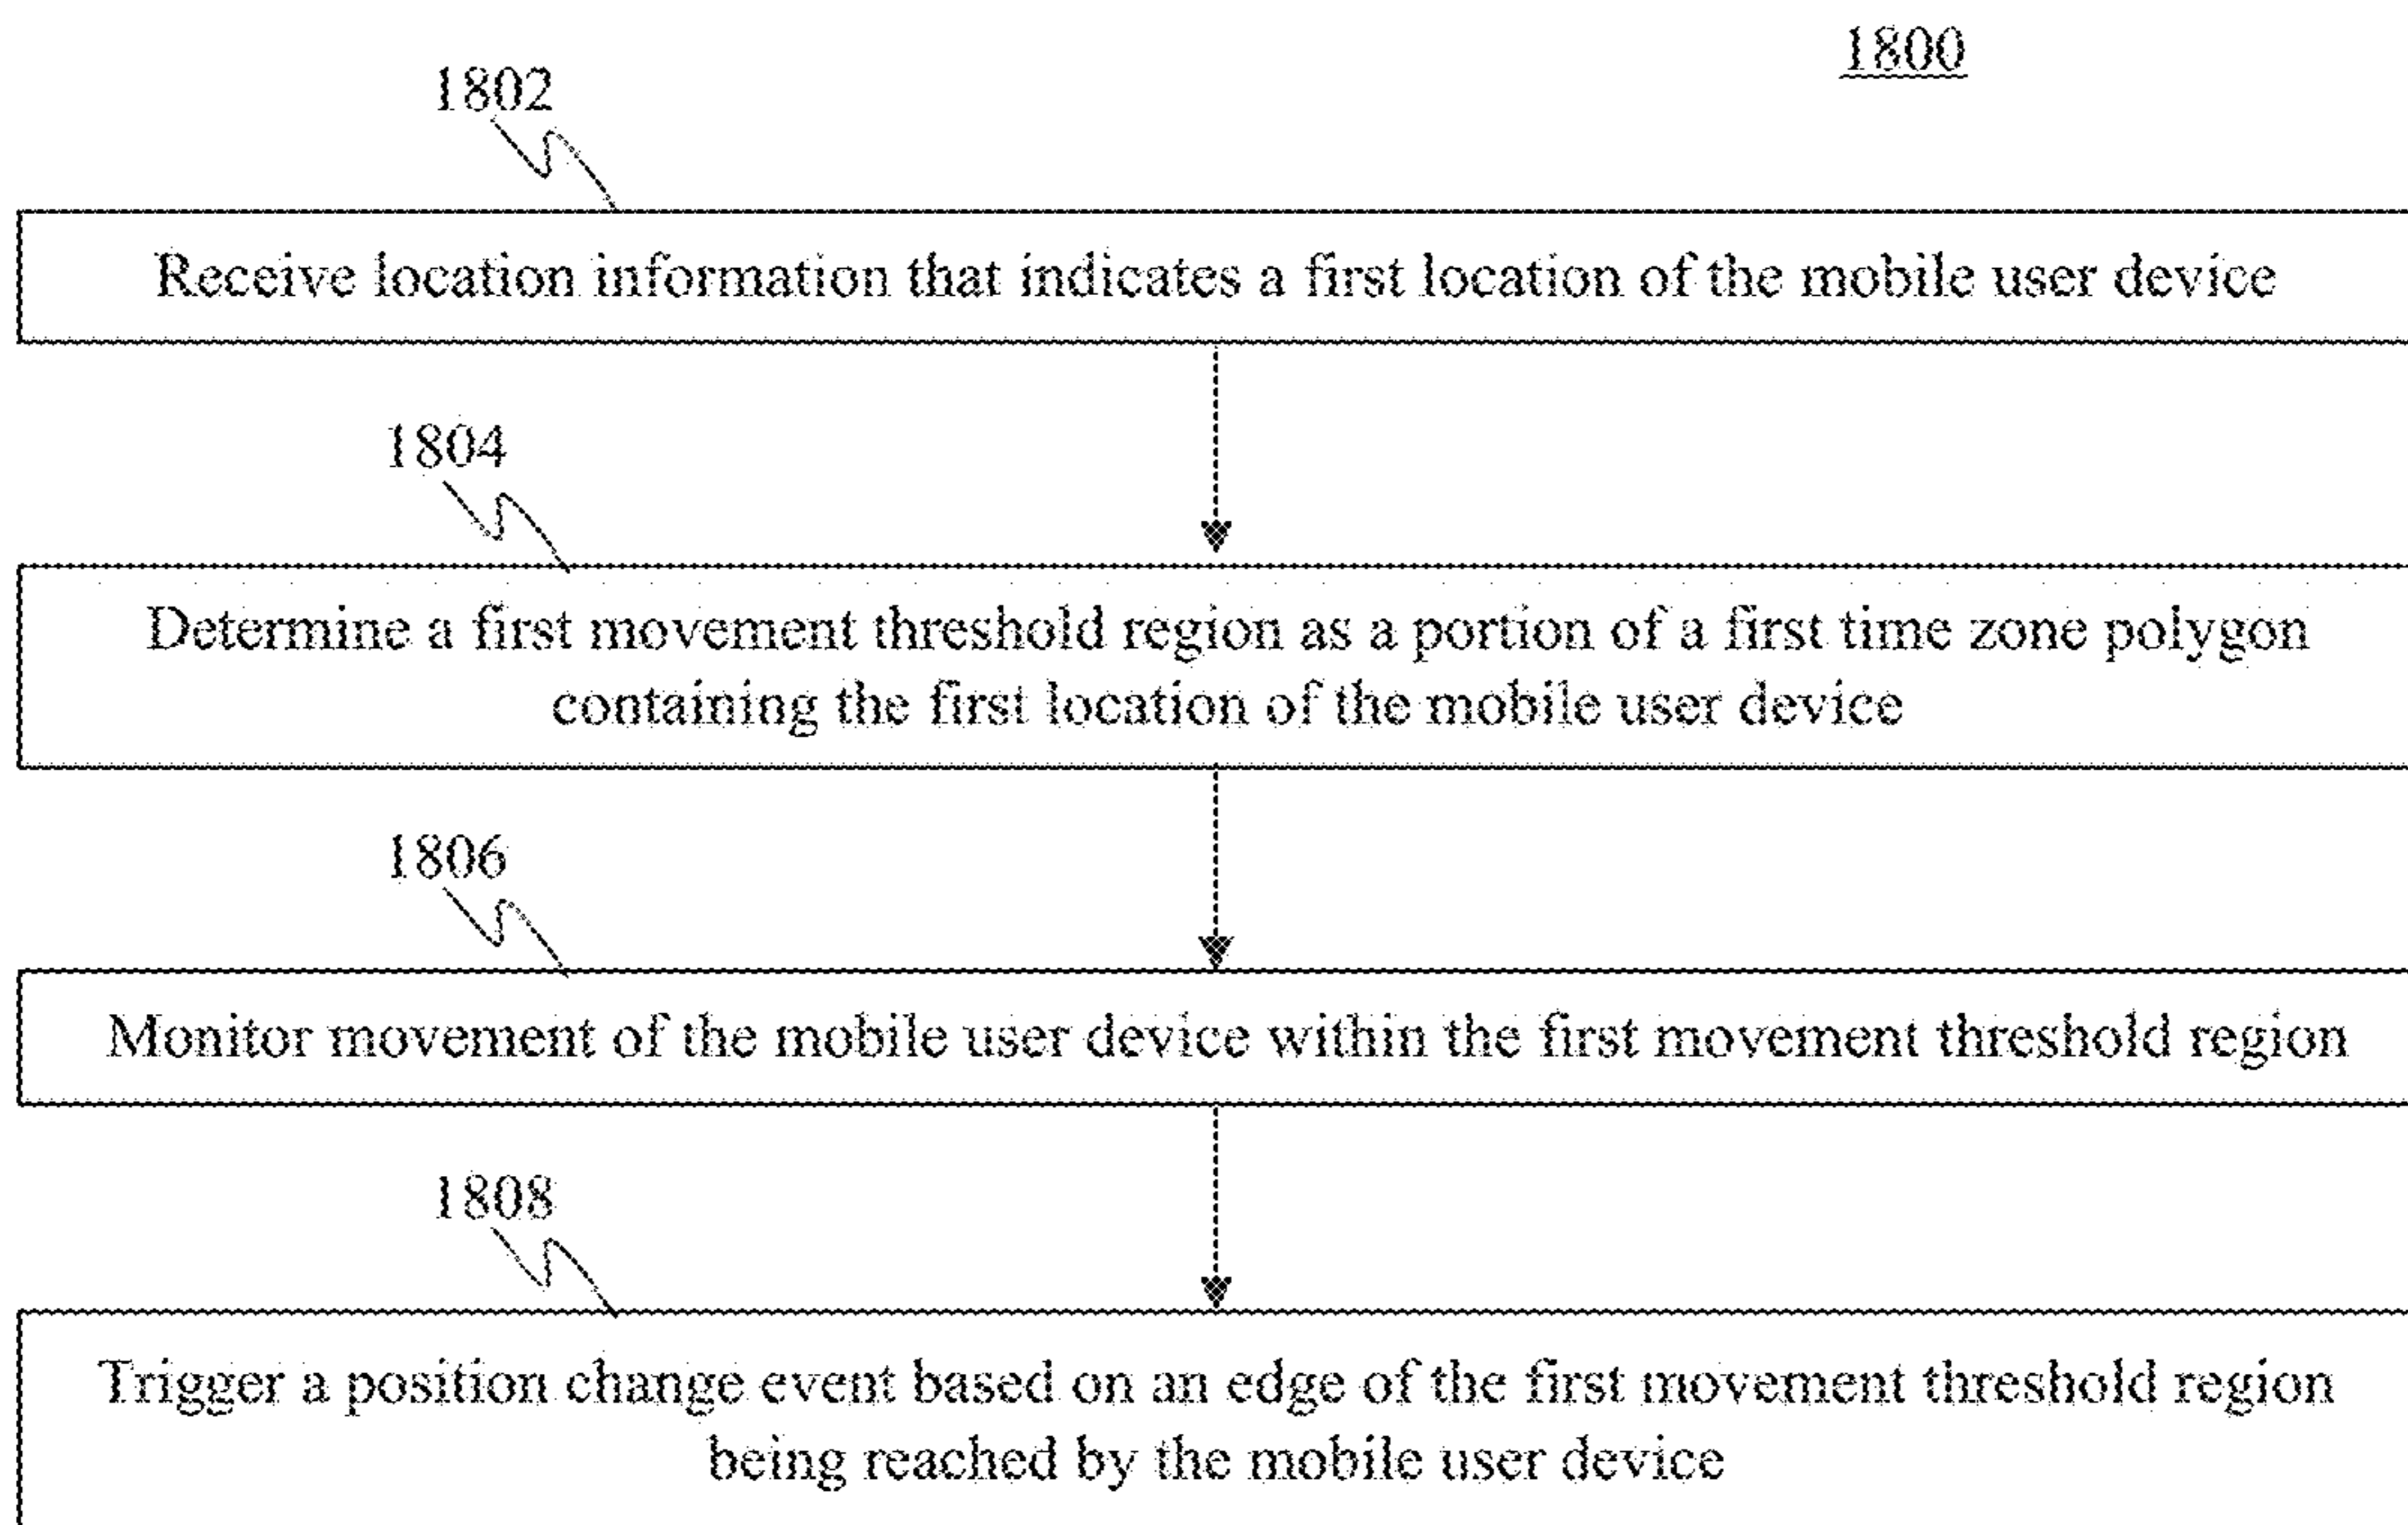 1800
1802
Receive location information that indicates a first location of the mobile user device
1804
Determine a first movement threshold region as a portion of a first time zone polygon
containing the first location of the mobile user device
1806
Monitor movement of the mobile user device within the first movement threshold region
1808
Trigger a position change event based on an edge of the first movement threshold region
being reached by the mobile user device